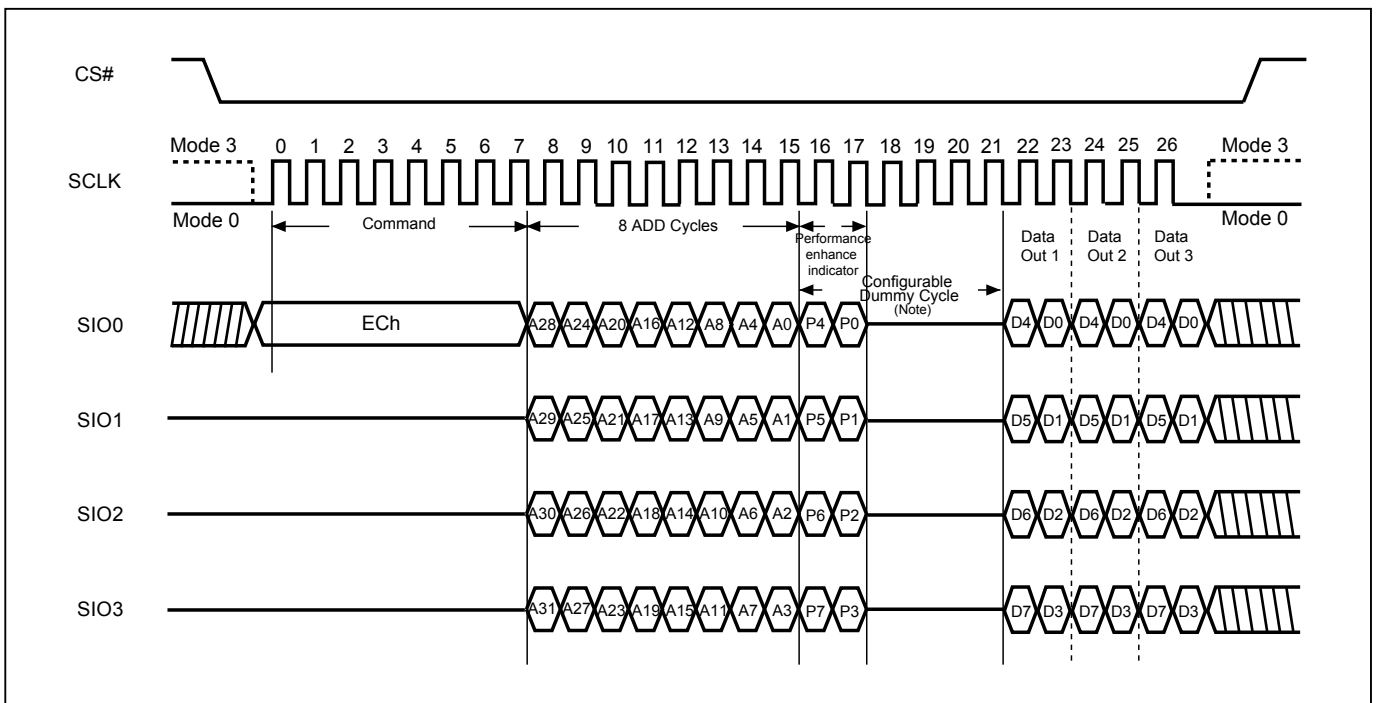 CS#
Mode 3 0 1 2 3 4 5 6 7 8 9 10 11 12 13 14 15 16 17 18 19 20 21 22 23 24 25 26 Mode 3
SCLK
Mode 0 Command 8 ADD Cycles Mode 0
Performance
enhance
indicator
Data
Out 1
Data
Out 2
Data
Out 3
Configurable
Dummy Cycle
(Note)
SIO0 ECh A28 A24 A20 A16 A12 A8 A4 A0 P4 P0 D4 D0 D4 D0 D4 D0
SIO1 A29 A25 A21 A17 A13 A9 A5 A1 P5 P1 D5 D1 D5 D1 D5 D1
SIO2 A30 A26 A22 A18 A14 A10 A6 A2 P6 P2 D6 D2 D6 D2 D6 D2
SIO3 A31 A27 A23 A19 A15 A11 A7 A3 P7 P3 D7 D3 D7 D3 D7 D3